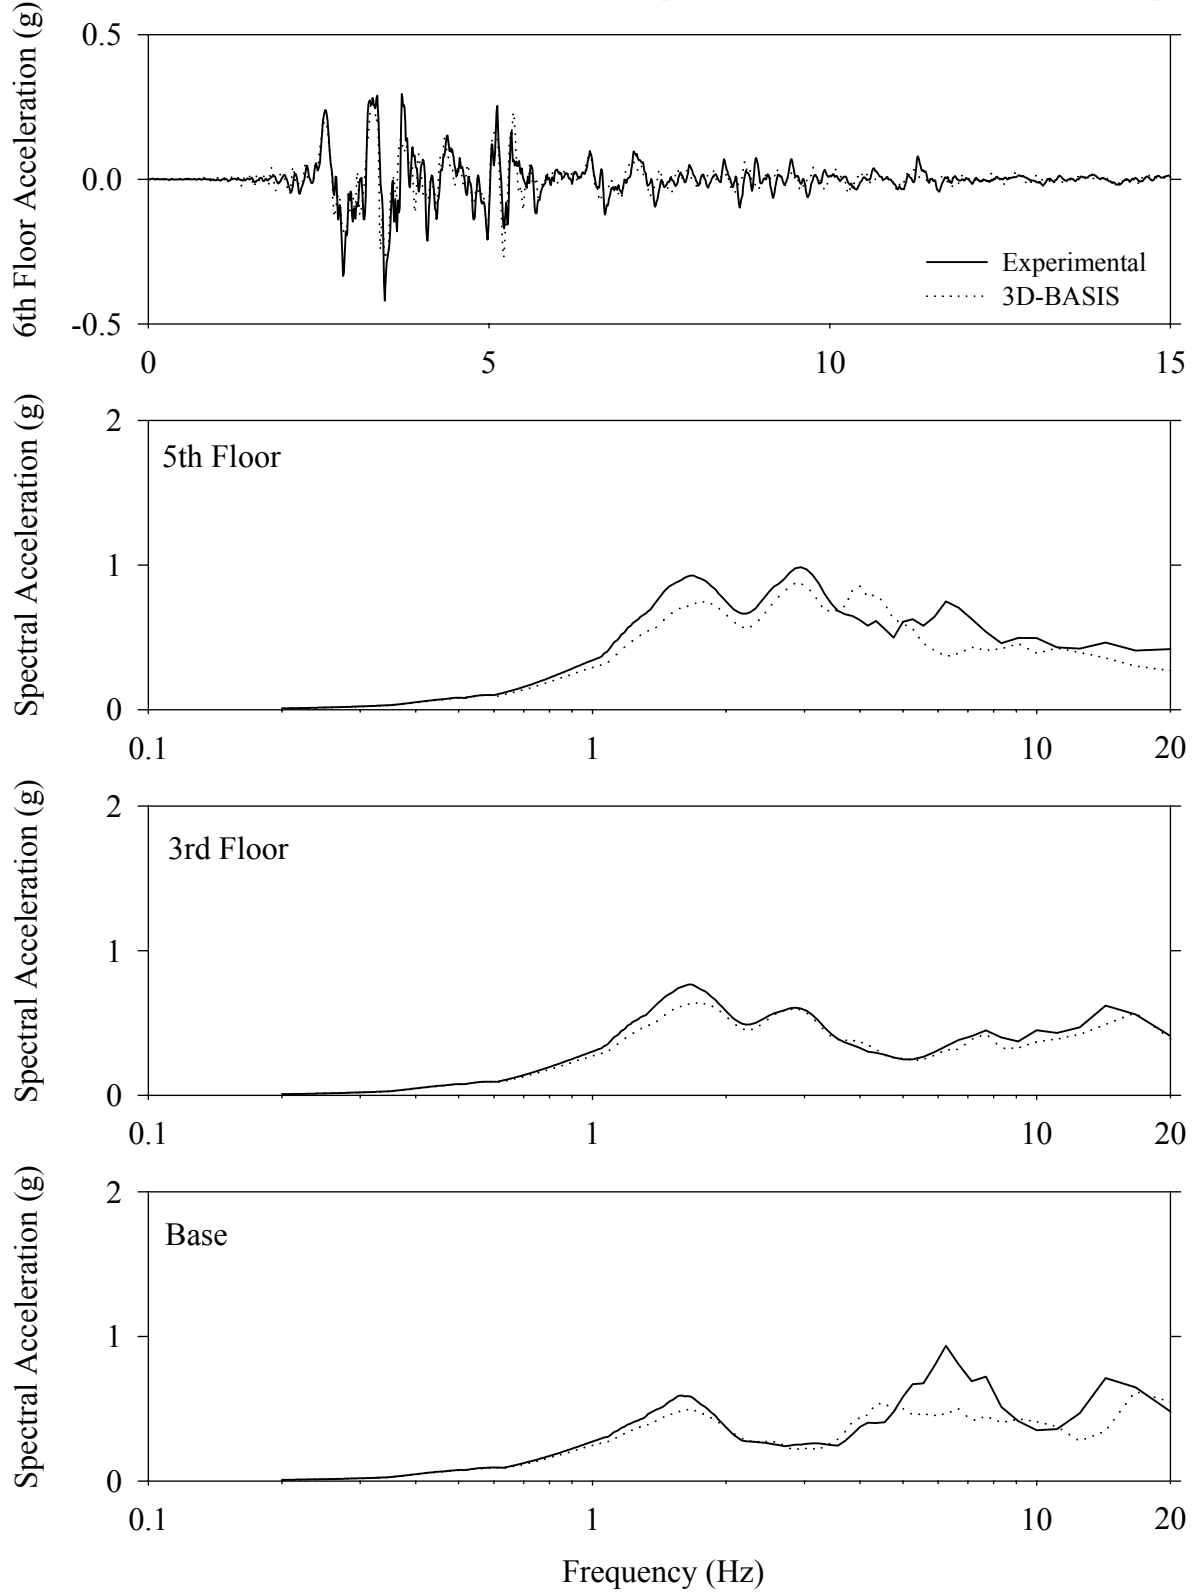 6th Floor Acceleration (g)
0.5
0.0
-0.5
Experimental
3D-BASIS
0 5 10 15
Spectral Acceleration (g)
2
5th Floor
1
0
0.1 1 10 20
Spectral Acceleration (g)
2
3rd Floor
1
0
0.1 1 10 20
Spectral Acceleration (g)
2
Base
1
0
0.1 1 10 20
Frequency (Hz)